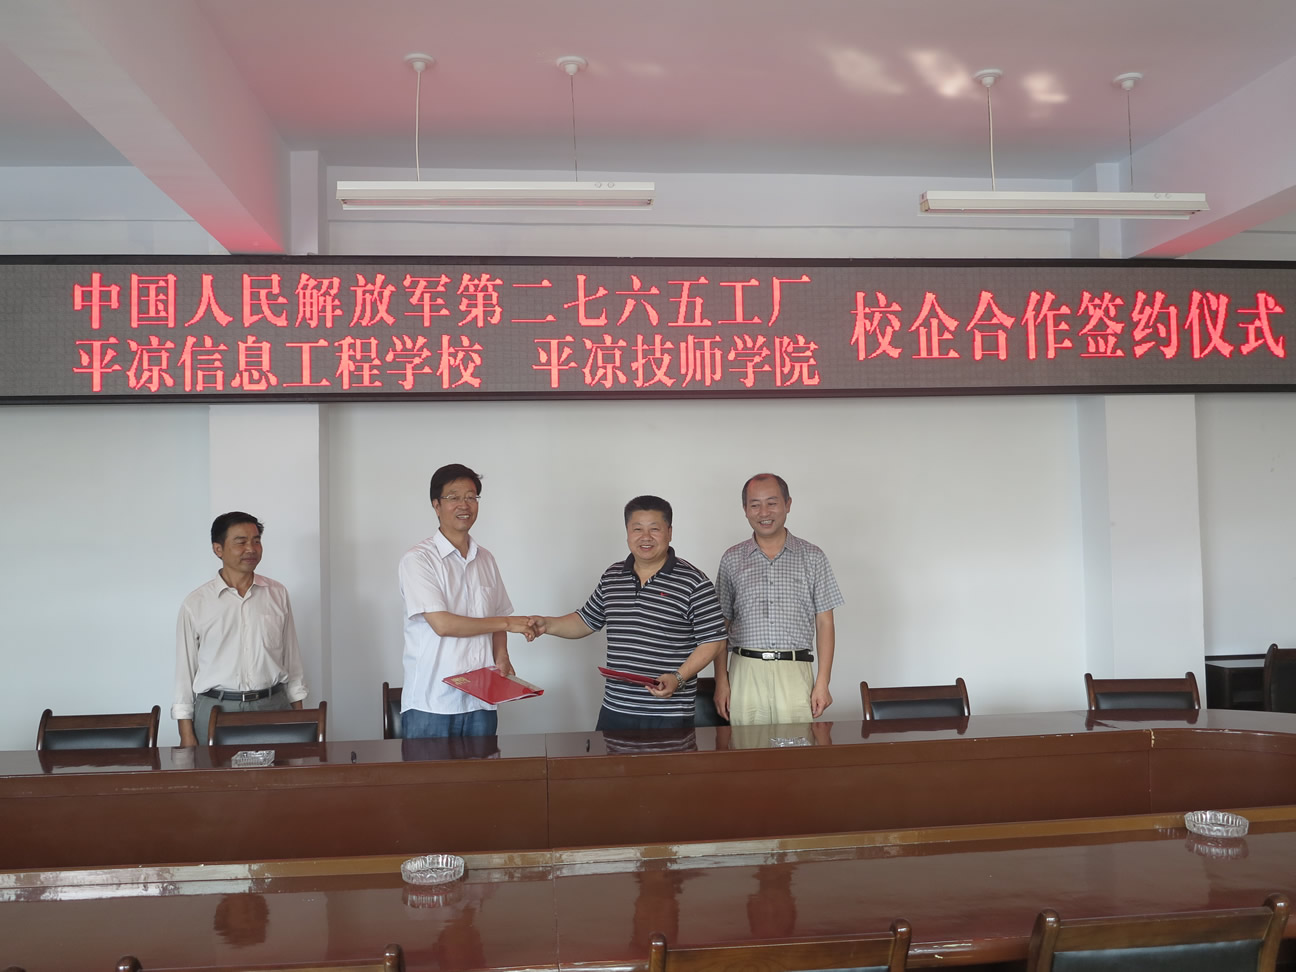 中国人民解放军第二七六五工厂
平凉信息工程学校 平凉技师学院
校企合作签约仪式